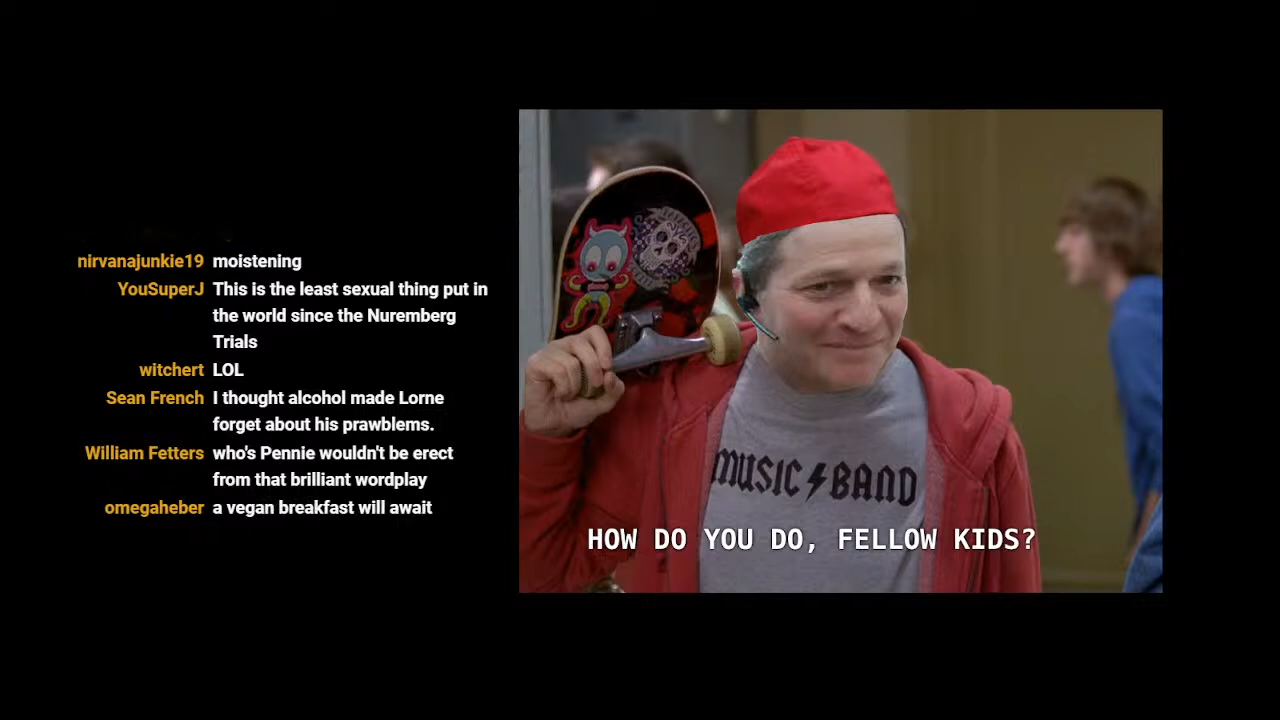 nirvanajunkie19 moistening
YouSuperJ This is the least sexual thing put in
the world since the Nuremberg
Trials
witchert LOL
Sean French I thought alcohol made Lorne
forget about his prawblems.
William Fetters who's Pennie wouldn't be erect
from that brilliant wordplay
omegaheber a vegan breakfast will await
MUSIC BAND
HOW DO YOU DO, FELLOW KIDS?